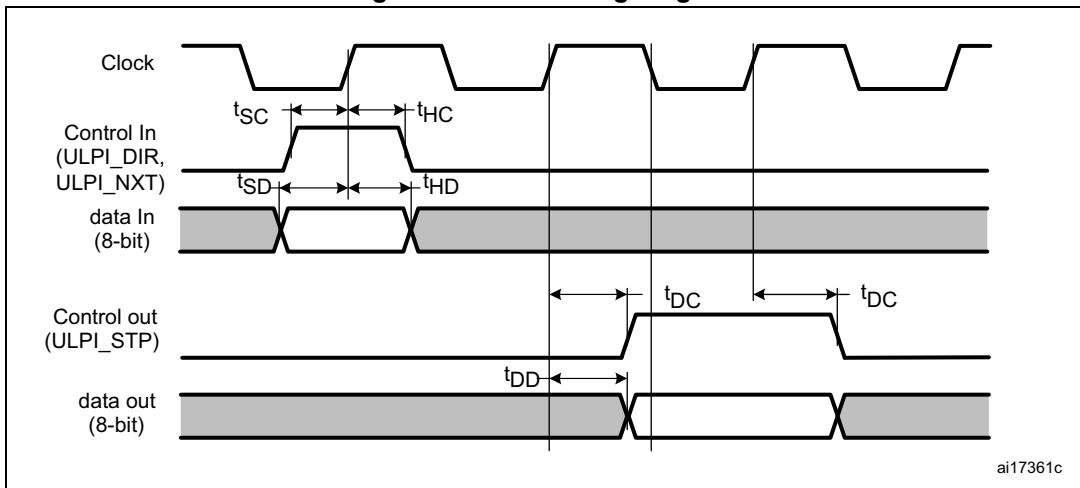 Clock
tSC
tHC
Control In
(ULPI_DIR,
ULPI_NXT)
tSD
tHD
data In
(8-bit)
tDC
tDC
Control out
(ULPI_STP)
tDD
data out
(8-bit)
ai17361c